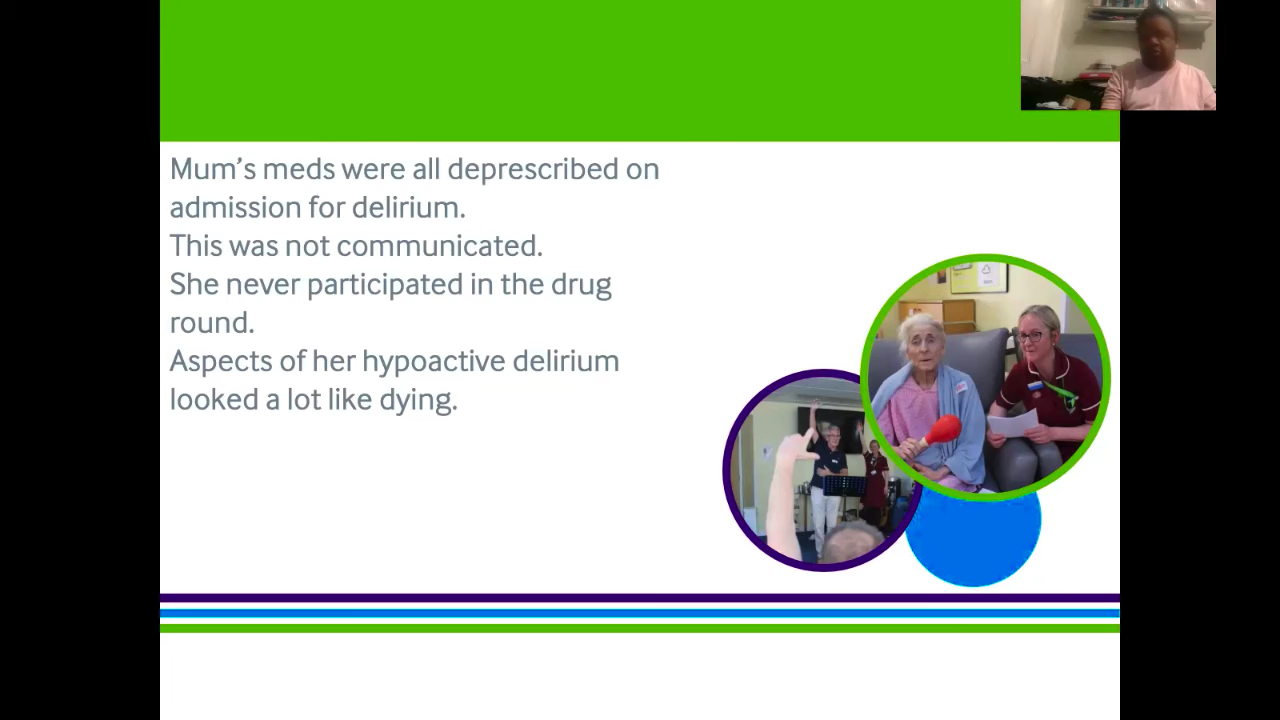 Mum’s meds were all deprescribed on
admission for delirium.
This was not communicated.
She never participated in the drug
round.
Aspects of her hypoactive delirium
looked a lot like dying.